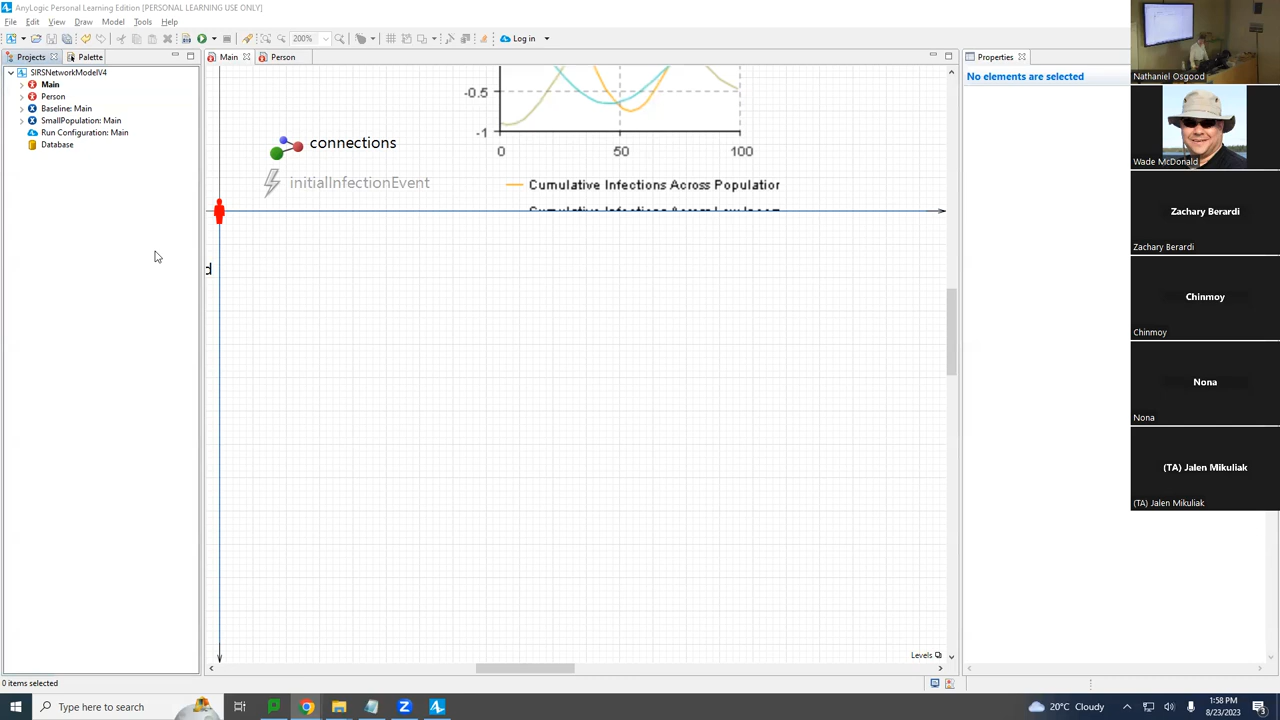 AnyLogic Personal Learning Edition [PERSONAL LEARNING USE ONLY]
File Edit View Draw Model Tools Help
200%
Log in
Projects
Palette
Main
Person
Properties
SIRSNetworkModelV4
Main
Person
Baseline: Main
SmallPopulation: Main
Run Configuration: Main
Database
No elements are selected
-0.5
-1
0 50 100
connections
initialInfectionEvent
Cumulative Infections Across Population
d
Levels
0 items selected
Nathaniel Osgood
Wade McDonald
Zachary Berardi
Zachary Berardi
Chinmoy
Chinmoy
Nona
Nona
(TA) Jalen Mikuliak
(TA) Jalen Mikuliak
Type here to search
20°C Cloudy
1:58 PM
8/23/2023
3